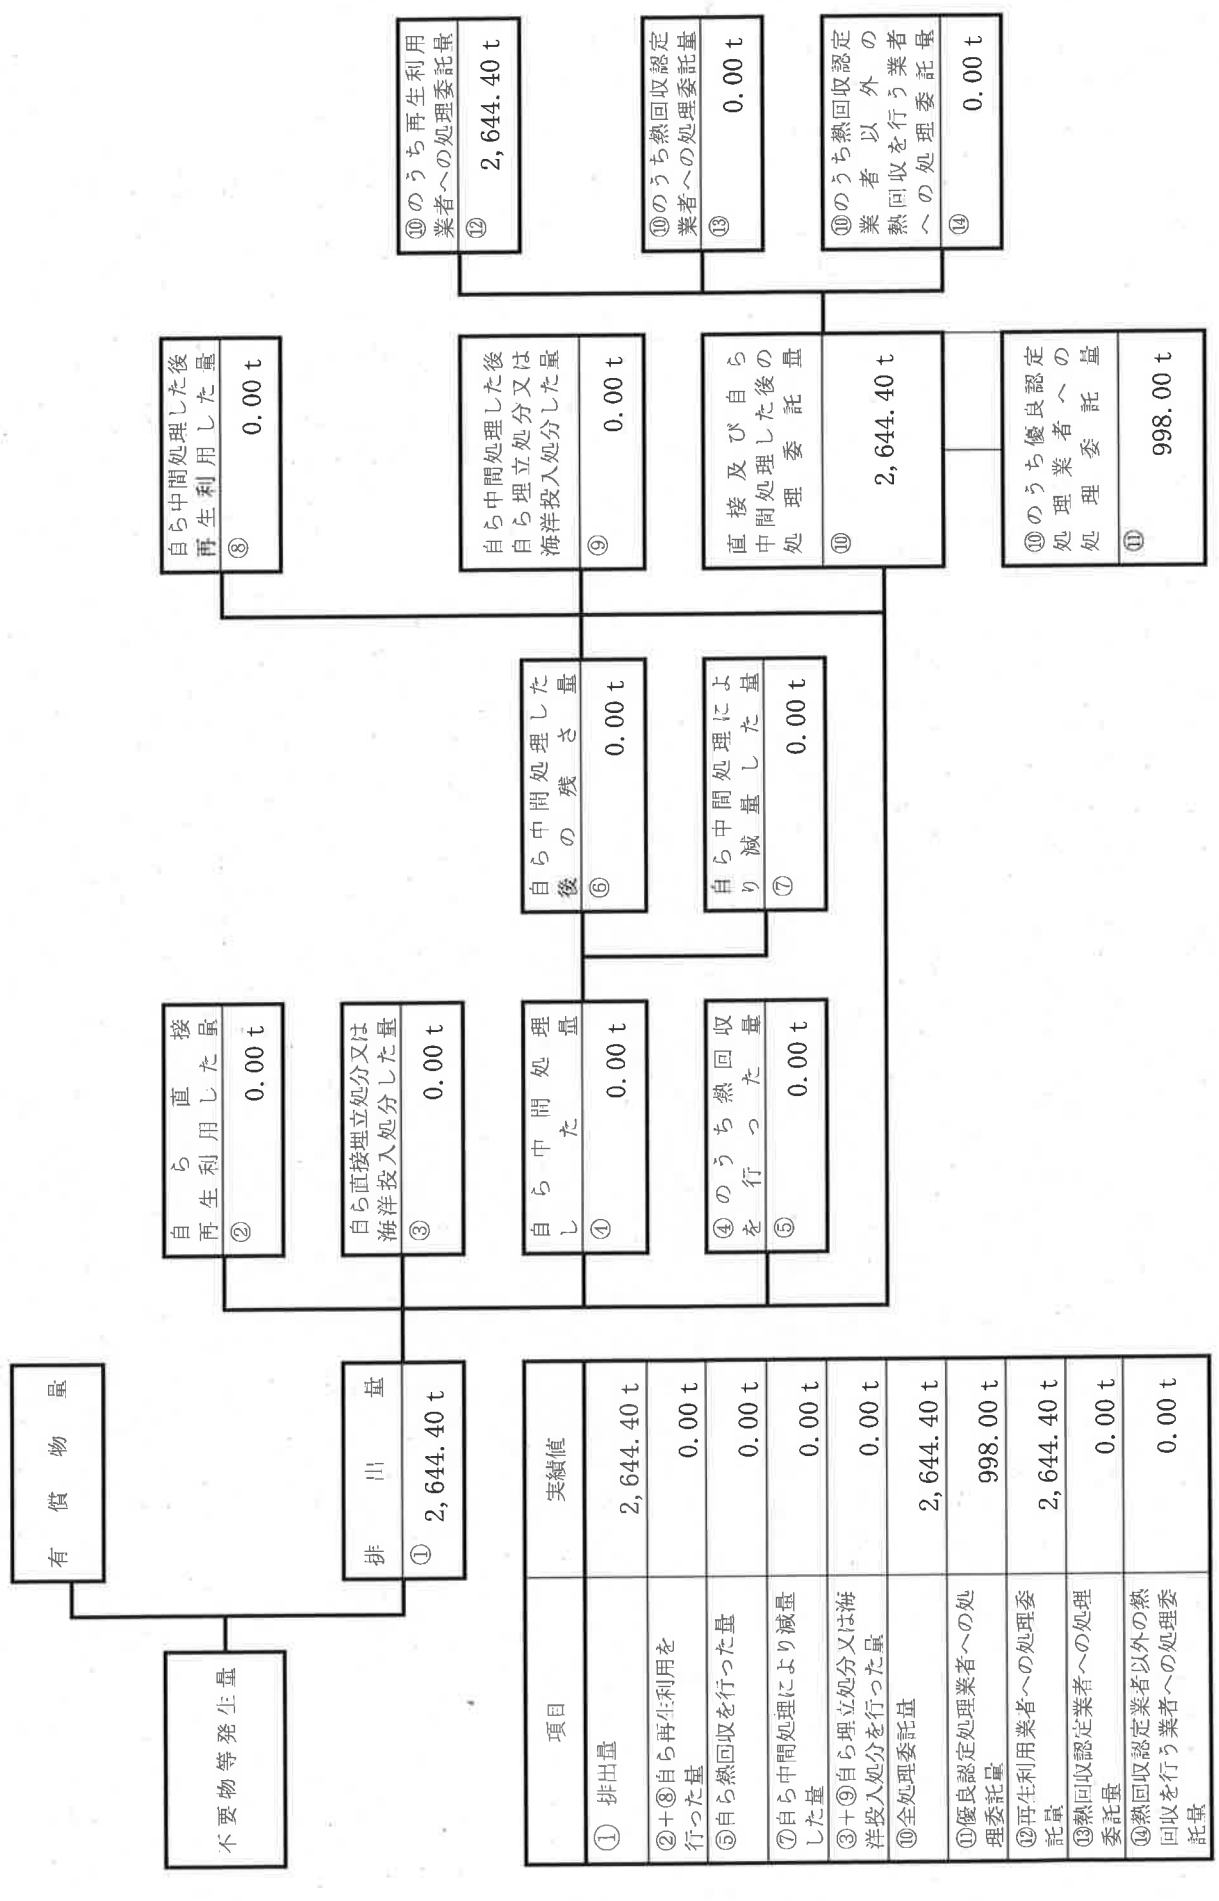 不要物等発生量
有償物量
排出量
① 2,644.40 t
自ら直接
再生利用した量
② 0.00 t
自ら直接埋立処分又は
海洋投入処分した量
③ 0.00 t
自ら中間処理
した量
④ 0.00 t
④のうち熱回収
を行った量
⑤ 0.00 t
自ら中間処理した
後の残さ量
⑥ 0.00 t
自ら中間処理によ
り減量した量
⑦ 0.00 t
自ら中間処理した後
再生利用した量
⑧ 0.00 t
自ら中間処理した後
自ら埋立処分又は
海洋投入処分した量
⑨ 0.00 t
直接及び自ら
中間処理した後の
処理委託量
⑩ 2,644.40 t
⑩のうち優良認定
処理業者への
処理委託量
⑪ 998.00 t
⑩のうち再生利用
業者への処理委託量
⑫ 2,644.40 t
⑩のうち熱回収認定
業者への処理委託量
⑬ 0.00 t
⑩のうち熱回収認定
業者以外の
熱回収を行う業者
への処理委託量
⑭ 0.00 t
項目 実績値
① 排出量 2,644.40 t
②+⑧自ら再生利用を
行った量 0.00 t
⑤自ら熱回収を行った量 0.00 t
⑦自ら中間処理により減量
した量 0.00 t
③+⑨自ら埋立処分又は海
洋投入処分を行った量 0.00 t
⑩全処理委託量 2,644.40 t
⑪優良認定処理業者への処
理委託量 998.00 t
⑫再生利用業者への処理委
託量 2,644.40 t
⑬熱回収認定業者への処理
委託量 0.00 t
⑭熱回収認定業者以外の熱
回収を行う業者への処理委
託量 0.00 t